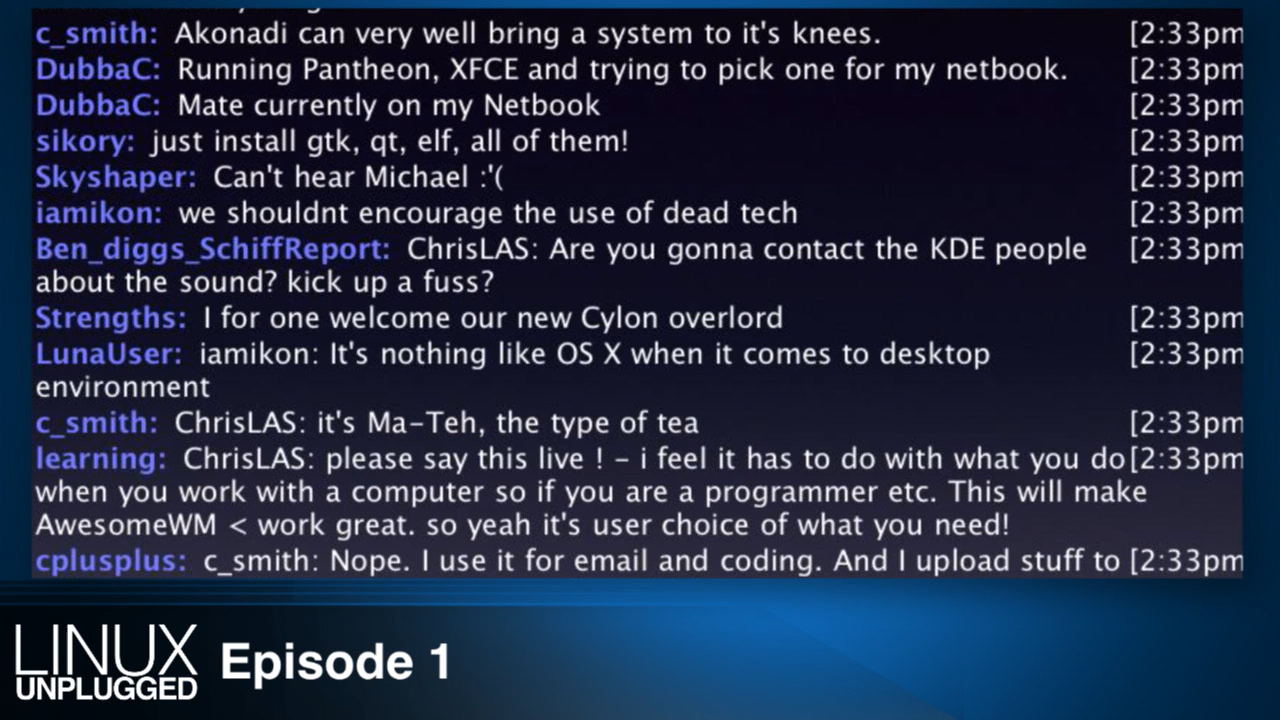 c_smith: Akonadi can very well bring a system to it's knees. [2:33pm
DubbaC: Running Pantheon, XFCE and trying to pick one for my netbook. [2:33pm
DubbaC: Mate currently on my Netbook [2:33pm
sikory: just install gtk, qt, elf, all of them! [2:33pm
Skyshaper: Can't hear Michael :'( [2:33pm
iamikon: we shouldnt encourage the use of dead tech [2:33pm
Ben_diggs_SchiffReport: ChrisLAS: Are you gonna contact the KDE people [2:33pm
about the sound? kick up a fuss?
Strengths: I for one welcome our new Cylon overlord [2:33pm
LunaUser: iamikon: It's nothing like OS X when it comes to desktop [2:33pm
environment
c_smith: ChrisLAS: it's Ma-Teh, the type of tea [2:33pm
learning: ChrisLAS: please say this live ! - i feel it has to do with what you do [2:33pm
when you work with a computer so if you are a programmer etc. This will make
AwesomeWM < work great. so yeah it's user choice of what you need!
cplusplus: c_smith: Nope. I use it for email and coding. And I upload stuff to [2:33pm
LINUX
UNPLUGGED
Episode 1